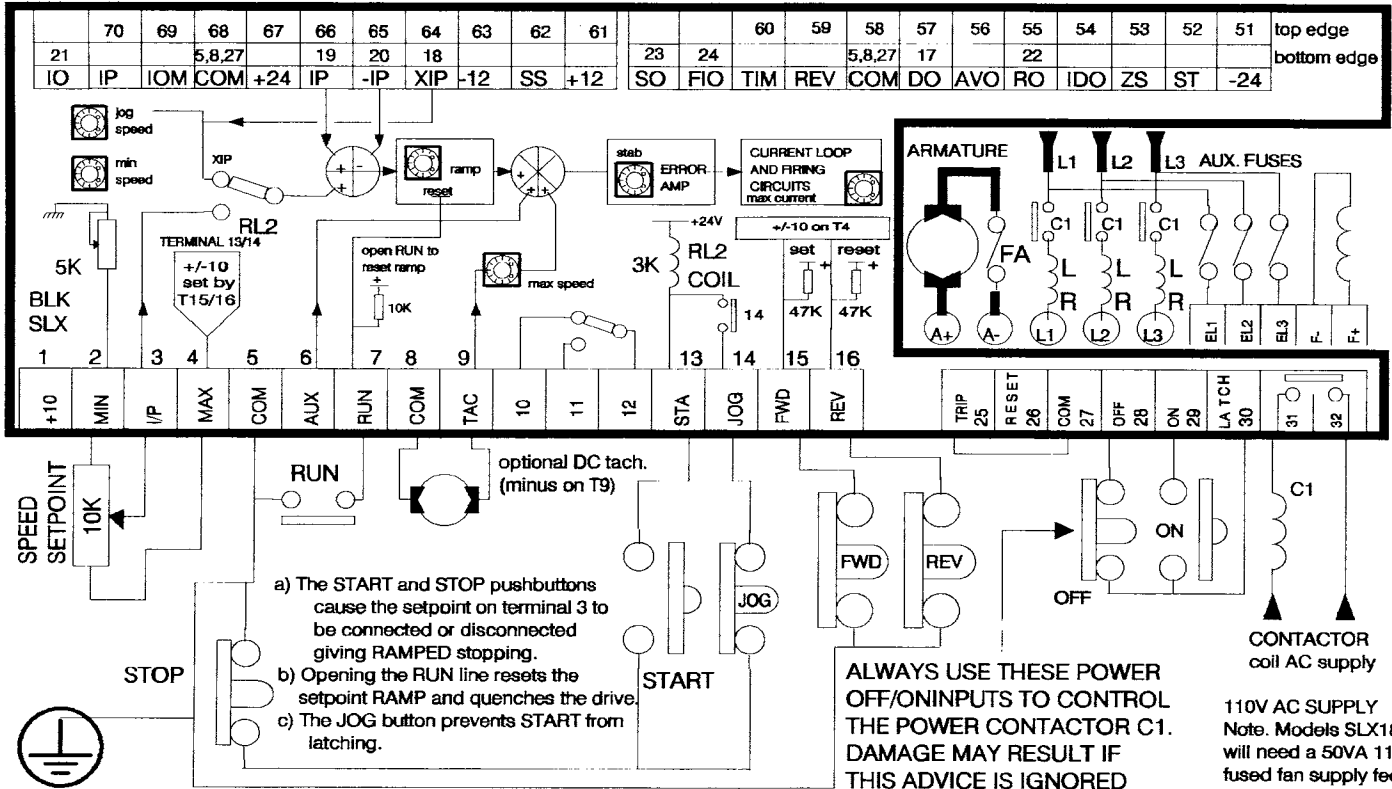 70 69 68 67 66 65 64 63 62 61 60 59 58 57 56 55 54 53 52 51 top edge
21 5,8,27 19 20 18 23 24 5,8,27 17 22 bottom edge
IO IP IOM COM +24 IP -IP XIP -12 SS +12 SO FIO TIM REV COM DO AVO RO IDO ZS ST -24
jog
speed
min
speed
XIP
RL2
+ + +
ramp
reset
+ + +
stab
ERROR
AMP
CURRENT LOOP
AND FIRING
CIRCUITS
max current
ARMATURE
L1 L2 L3 AUX. FUSES
C1 C1 C1
FA
L L L
R R R
A+ A- L1 L2 L3 EL1 EL2 EL3 F- F+
5K
BLK
SLX
TERMINAL 13/14
+/-10
set by
T15/16
open RUN to
reset ramp
+
10K
max speed
+24V
3K RL2
COIL
14
+/-10 on T4
set + reset +
47K 47K
1 2 3 4 5 6 7 8 9 13 14 15 16
+10 MIN I/P MAX COM AUX RUN COM TAC 10 11 12 STA JOG FWD REV
TRIP 25 RESET 26 COM 27 OFF 28 ON 29 LATCH 30 31 32
SPEED
SETPOINT
10K
RUN
optional DC tach.
(minus on T9)
STOP
a) The START and STOP pushbuttons
cause the setpoint on terminal 3 to
be connected or disconnected
giving RAMPED stopping.
b) Opening the RUN line resets the
setpoint RAMP and quenches the drive.
c) The JOG button prevents START from
latching.
START
JOG
FWD
REV
OFF
ON
C1
CONTACTOR
coil AC supply
ALWAYS USE THESE POWER
OFF/ONINPUTS TO CONTROL
THE POWER CONTACTOR C1.
DAMAGE MAY RESULT IF
THIS ADVICE IS IGNORED
110V AC SUPPLY
Note. Models SLX18
will need a 50VA 11
fused fan supply fee